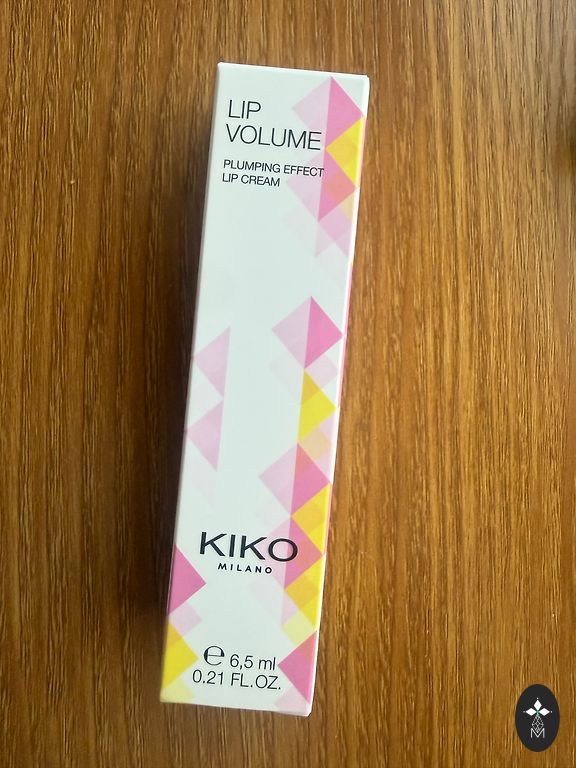 LIP
VOLUME
PLUMPING EFFECT
LIP CREAM
KIKO
MILANO
℮ 6,5 ml
0.21 FL.OZ.
M